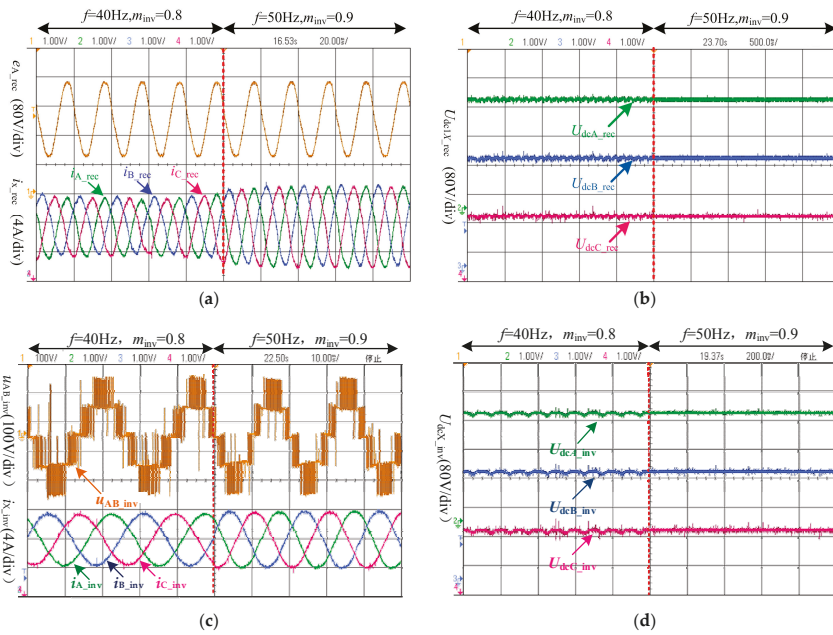 f=40Hz,minv=0.8 f=50Hz,minv=0.9
1 1.00V/ 2 1.00V/ 3 1.00V/ 4 1.00V/ 16.53s 20.00s/
eA_rec (80V/div)
iA_rec iB_rec iC_rec
ix_rec (4A/div)
(a)
f=40Hz,minv=0.8 f=50Hz,minv=0.9
1 2 1.00V/ 3 1.00V/ 4 1.00V/ 23.70s 500.0s/
UdcA_rec
UdcB_rec
UdcC_rec
(80V/div)
(b)
f=40Hz, minv=0.8 f=50Hz, minv=0.9
1 100V/ 2 1.00V/ 3 1.00V/ 4 1.00V/ 22.50s 10.00s/ 停止
uAB_inv(100V/div)
uAB_inv
ix_inv(4A/div)
iA_inv iB_inv iC_inv
(c)
f=40Hz, minv=0.8 f=50Hz, minv=0.9
1 2 1.00V/ 3 1.00V/ 4 1.00V/ 19.37s 200.0s/ 停止
UdcX_inv(80V/div)
UdcA_inv
UdcB_inv
UdcC_inv
(d)